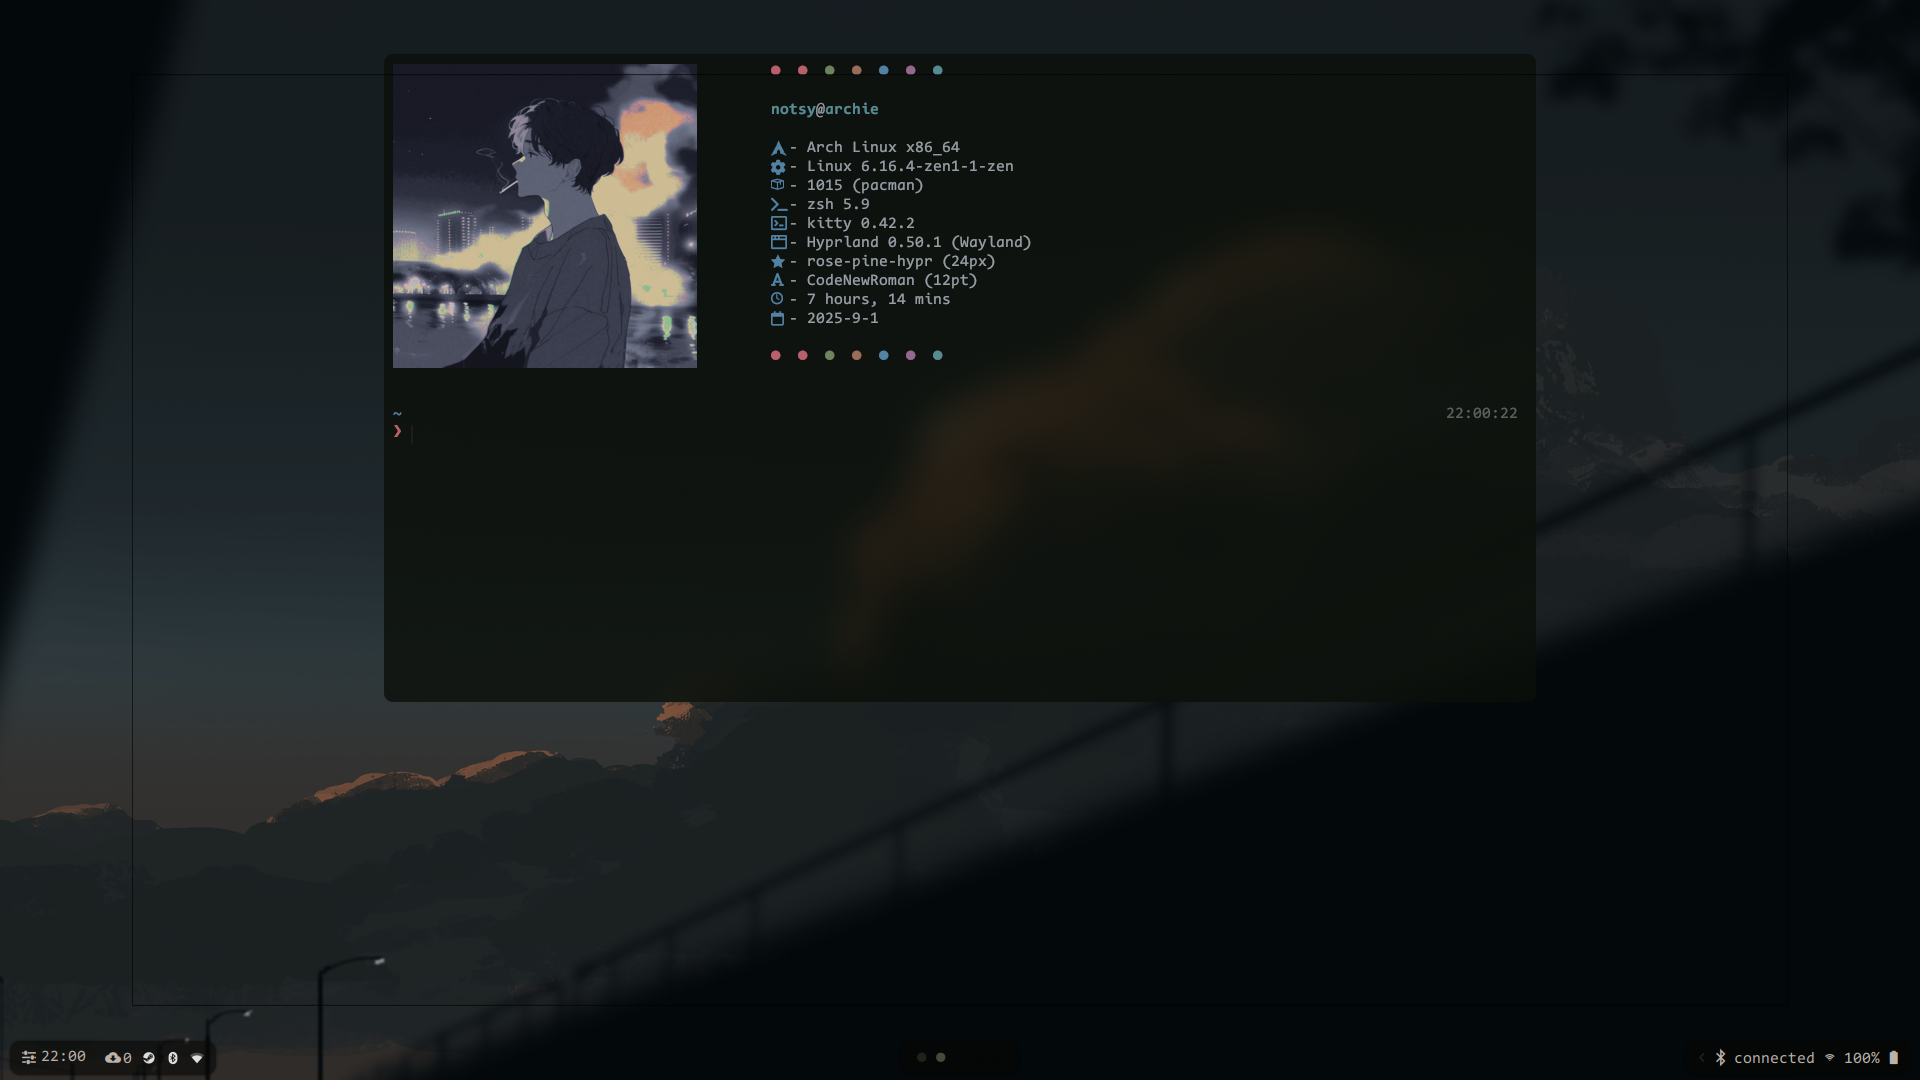 notsy@archie
- Arch Linux x86_64
- Linux 6.16.4-zen1-1-zen
- 1015 (pacman)
- zsh 5.9
- kitty 0.42.2
- Hyprland 0.50.1 (Wayland)
- rose-pine-hypr (24px)
- CodeNewRoman (12pt)
- 7 hours, 14 mins
- 2025-9-1
~ 22:00:22
❯
22:00 0
connected 100%